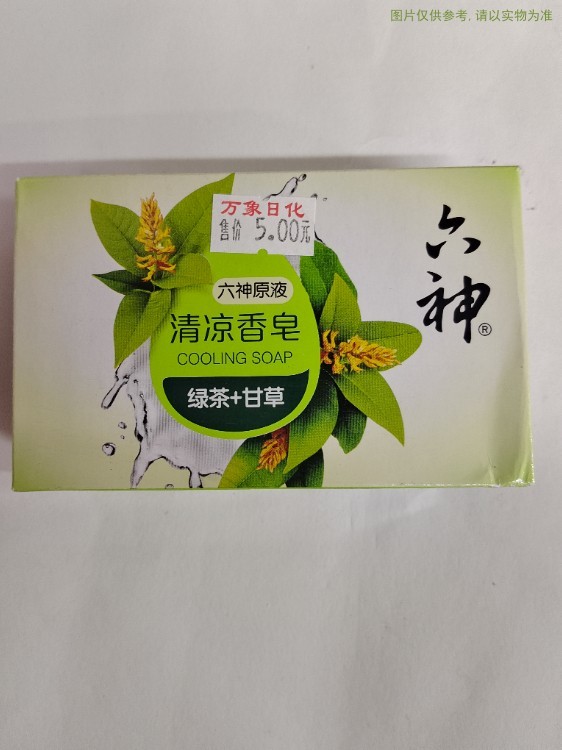 图片仅供参考, 请以实物为准
万象日化
售价 5.00元
六神®
六神原液
清凉香皂
COOLING SOAP
绿茶+甘草